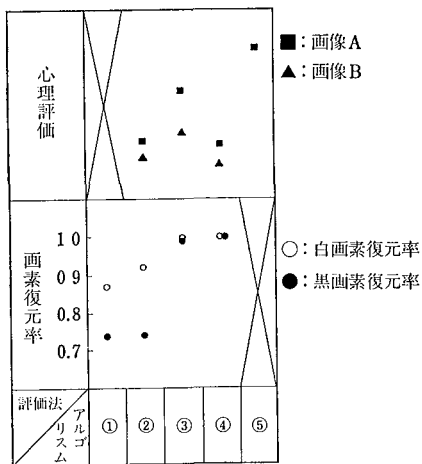 ■：画像A
▲：画像B
心理評価
画素復元率
1 0
0 9
0.8
0.7
○：白画素復元率
●：黒画素復元率
評価法
アルゴリスム
① ② ③ ④ ⑤